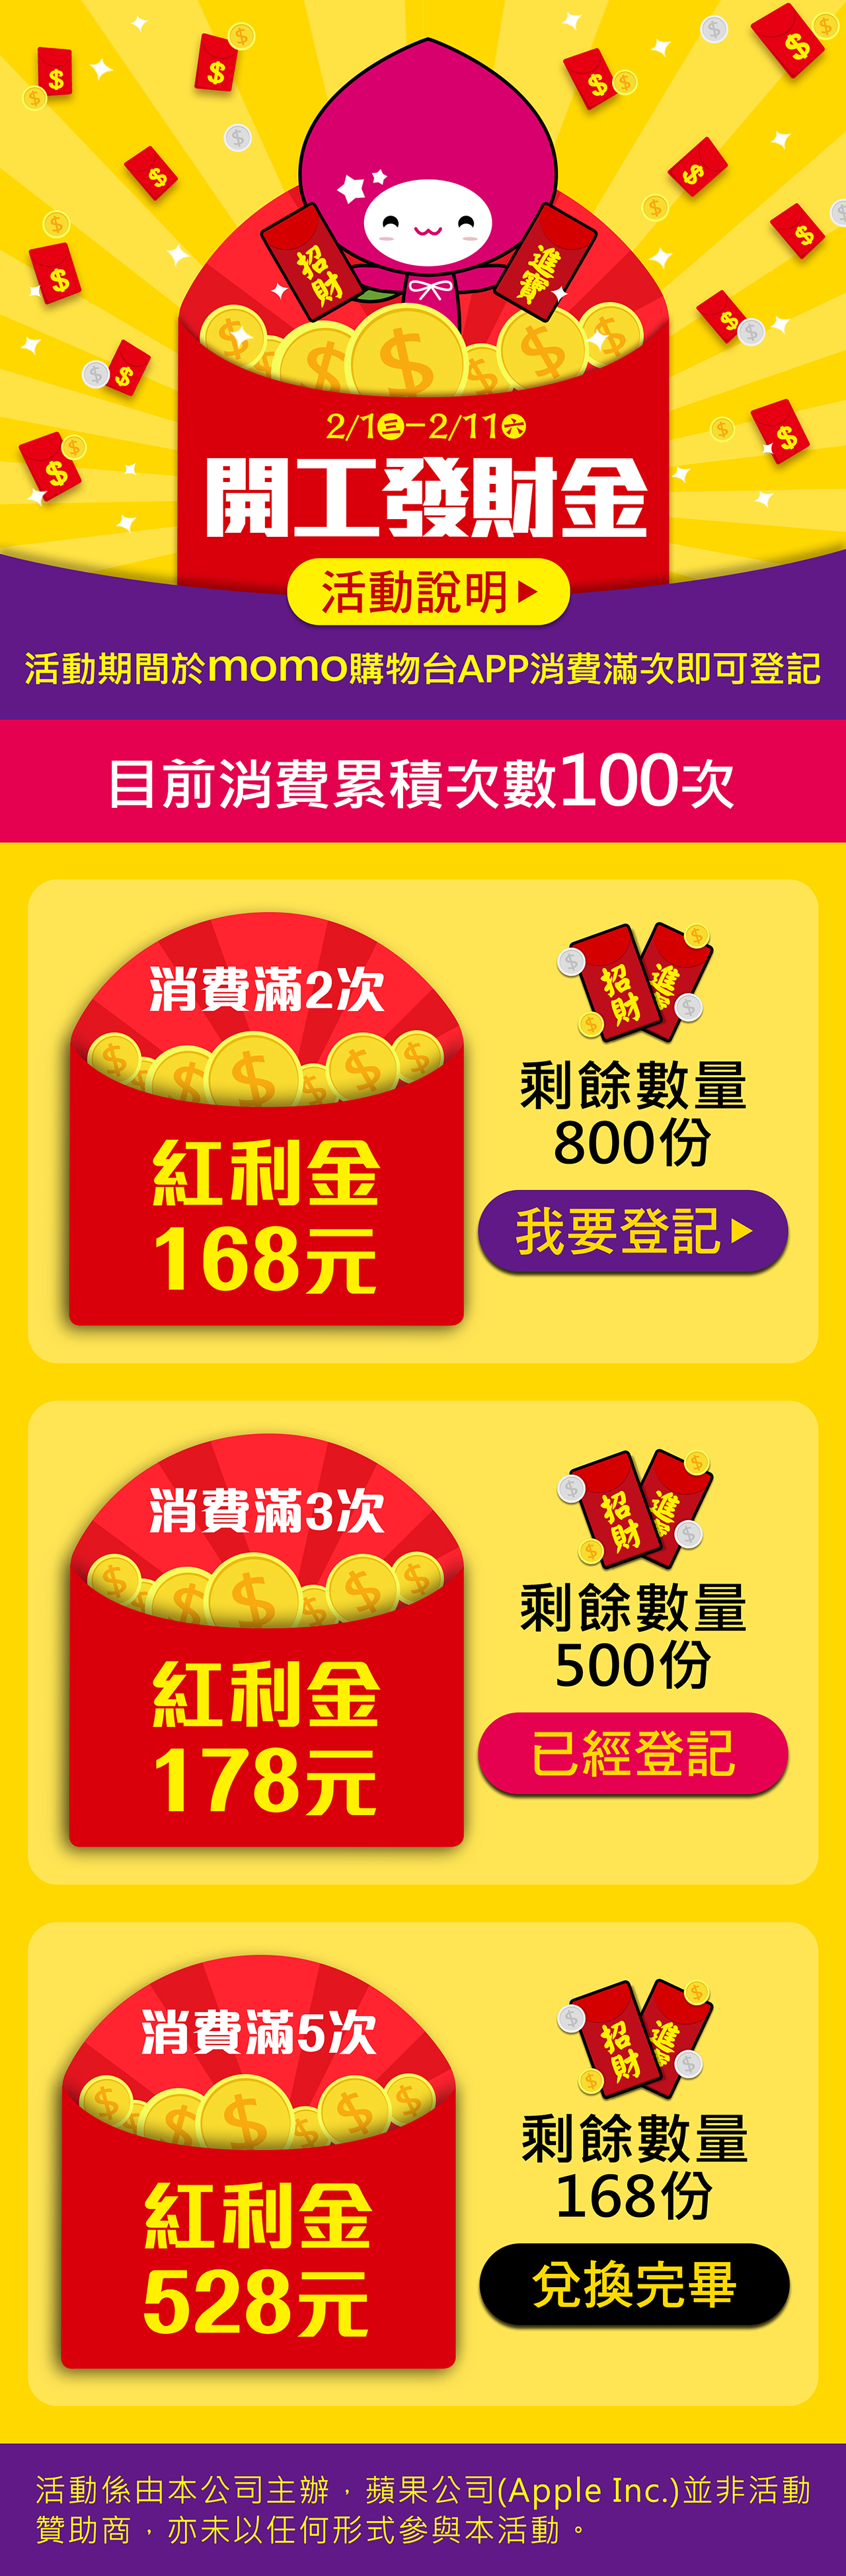 招財
進寶
2/1三-2/11六
開工發財金
活動說明
活動期間於momo購物台APP消費滿次即可登記
目前消費累積次數100次
消費滿2次
紅利金
168元
招財
進
剩餘數量
800份
我要登記
消費滿3次
紅利金
178元
招財
進
剩餘數量
500份
已經登記
消費滿5次
紅利金
528元
招財
進
剩餘數量
168份
兌換完畢
活動係由本公司主辦，蘋果公司(Apple Inc.)並非活動
贊助商，亦未以任何形式參與本活動。